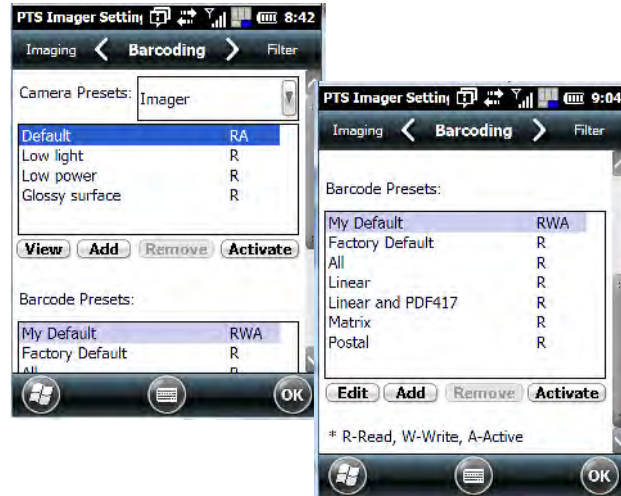 PTS Imager Settin 8:42
Imaging Barcoding Filter
Camera Presets: Imager
Default RA
Low light R
Low power R
Glossy surface R
View Add Remove Activate
Barcode Presets:
My Default RWA
Factory Default R
All R
OK
PTS Imager Settin 9:04
Imaging Barcoding Filter
Barcode Presets:
My Default RWA
Factory Default R
All R
Linear R
Linear and PDF417 R
Matrix R
Postal R
Edit Add Remove Activate
* R-Read, W-Write, A-Active
OK